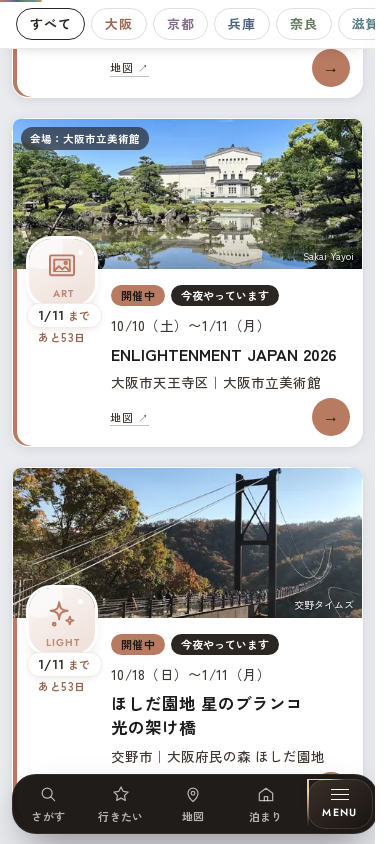 すべて
大阪
京都
兵庫
奈良
滋賀
地図 ↗
→
会場：大阪市立美術館
Sakai Yayoi
ART
1/11 まで
あと53日
開催中
今夜やっています
10/10（土）〜1/11（月）
ENLIGHTENMENT JAPAN 2026
大阪市天王寺区｜大阪市立美術館
地図 ↗
→
交野タイムズ
LIGHT
1/11 まで
あと53日
開催中
今夜やっています
10/18（日）〜1/11（月）
ほしだ園地 星のブランコ
光の架け橋
交野市｜大阪府民の森 ほしだ園地
さがす
行きたい
地図
泊まり
MENU